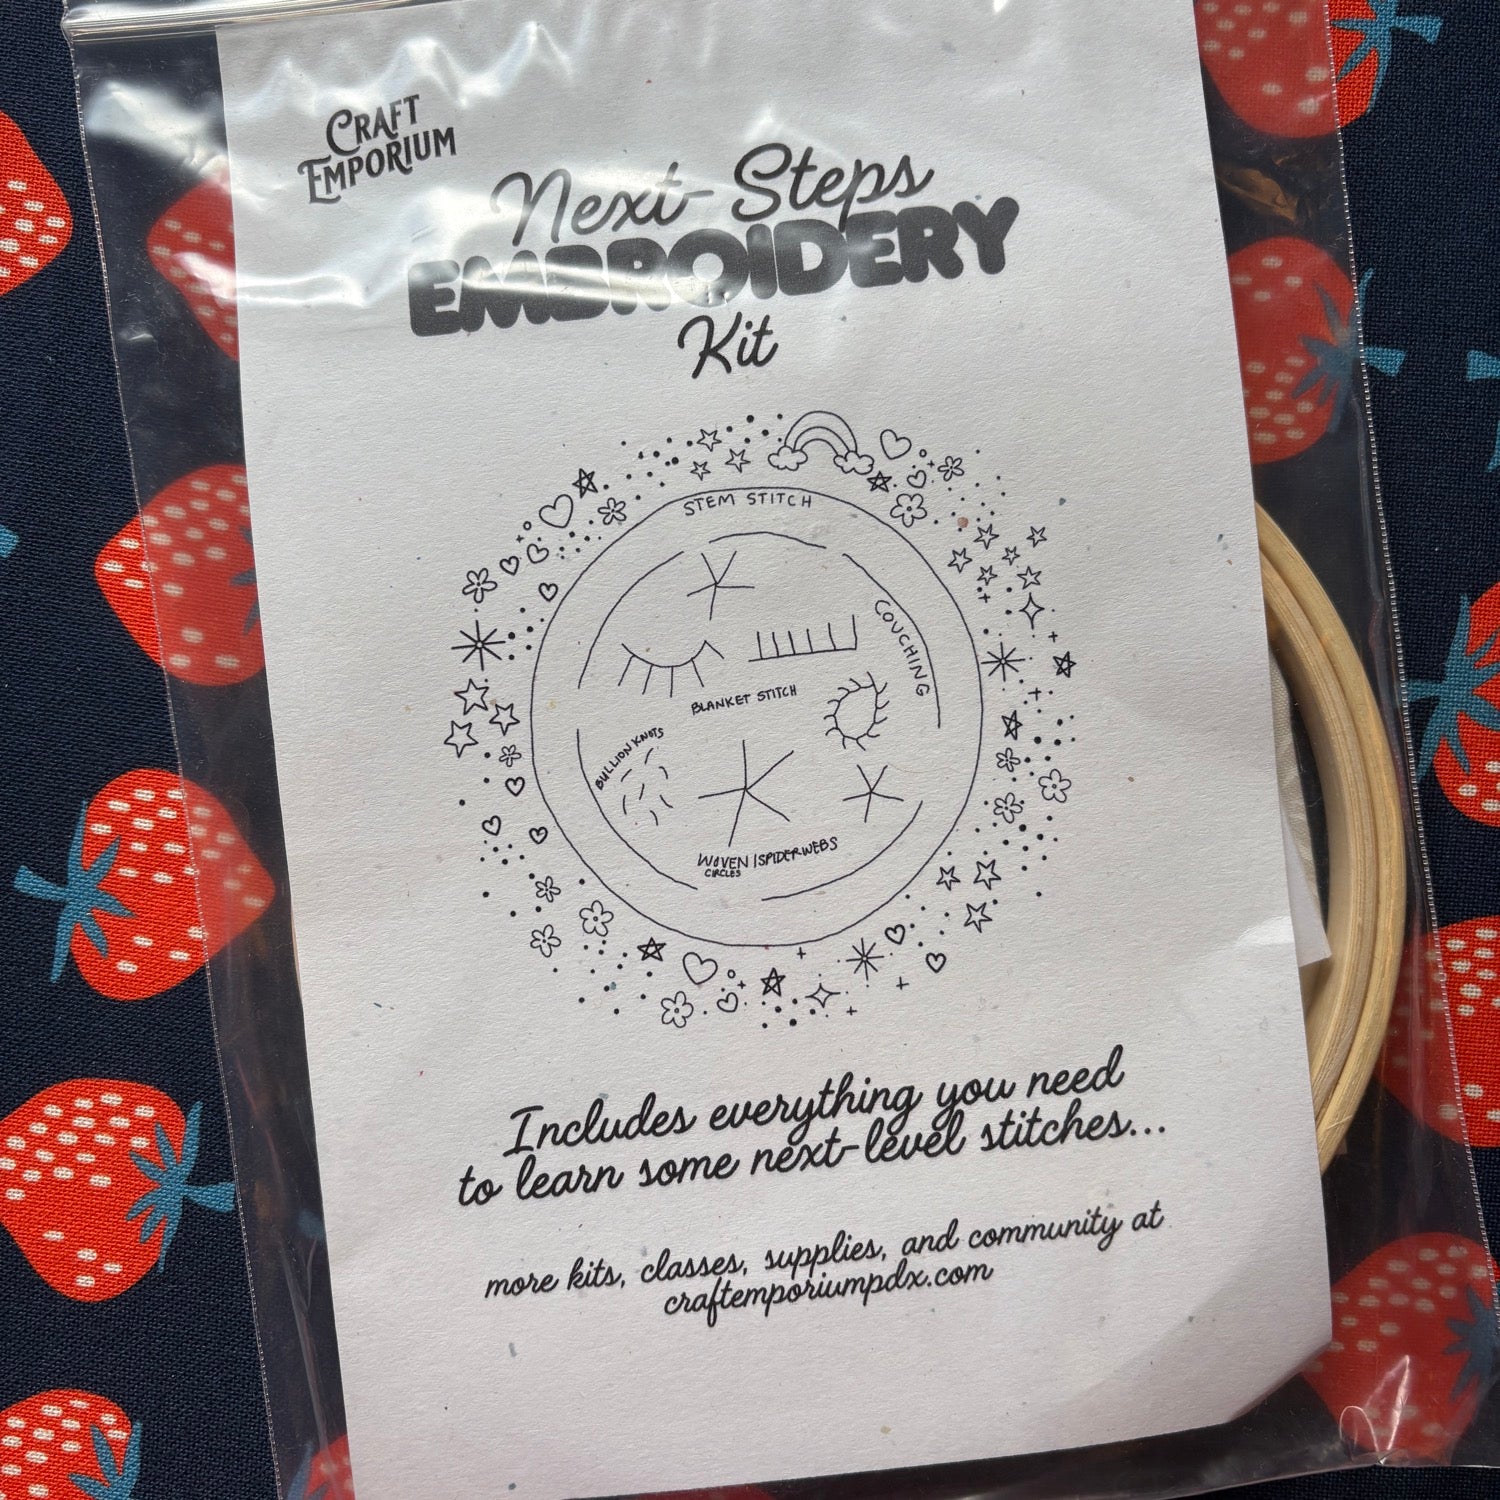 CRAFT
EMPORIUM
Next-Steps
EMBROIDERY
Kit
STEM STITCH
COUCHING
BLANKET STITCH
BULLION KNOTS
WOVEN / SPIDERWEBS
CIRCLES
Includes everything you need
to learn some next-level stitches...
more kits, classes, supplies, and community at
craftemporiumpdx.com